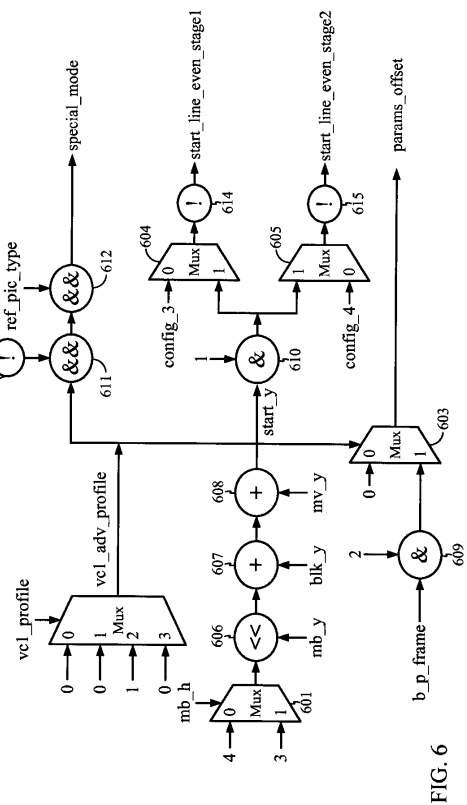 ref_pic_type
!
&&
611
&&
612
special_mode
vc1_profile
0
0
1
0
0
1
2
3
Mux
vc1_adv_profile
config_3
0
1
Mux
604
!
614
start_line_even_stage1
1
&
610
config_4
1
0
Mux
605
!
615
start_line_even_stage2
mb_h
4
3
0
1
Mux
601
<<
606
mb_y
+
607
blk_y
+
608
mv_y
start_y
0
0
1
Mux
603
params_offset
b_p_frame
2
&
609
FIG. 6